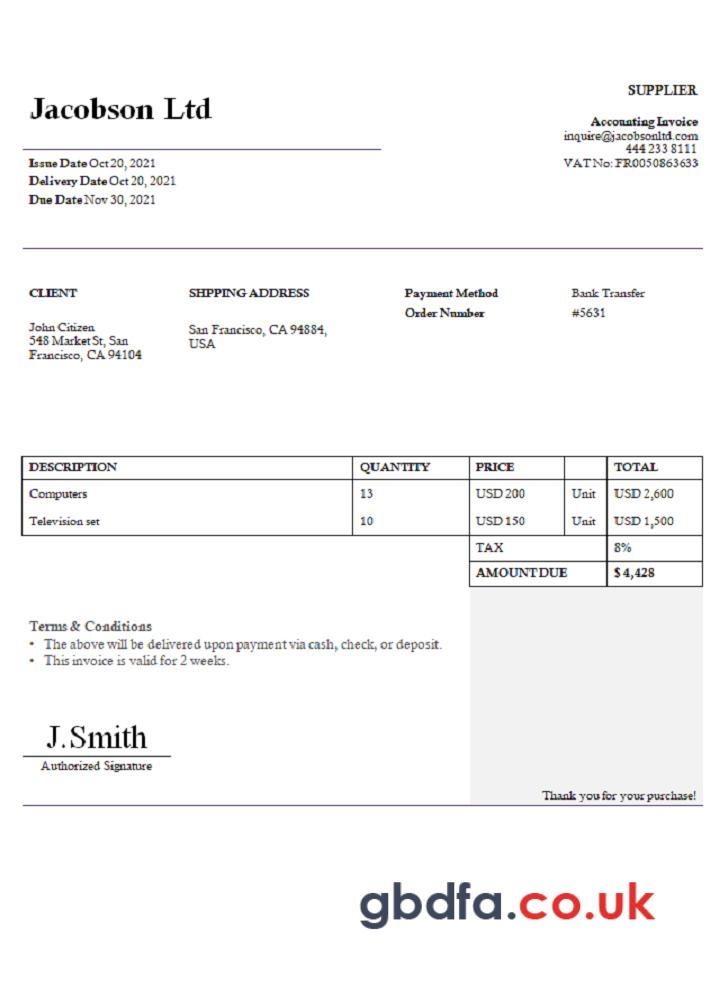 Jacobson Ltd
SUPPLIER
Accounting Invoice
inquire@jacobsonltd.com
444 233 8111
VAT No: FR0050863633
Issue Date Oct 20, 2021
Delivery Date Oct 20, 2021
Due Date Nov 30, 2021
CLIENT
John Citizen
548 Market St, San
Francisco, CA 94104
SHPPING ADDRESS
San Francisco, CA 94884,
USA
Payment Method Bank Transfer
Order Number #5631
DESCRIPTION QUANTITY PRICE TOTAL
Computers 13 USD 200 Unit USD 2,600
Television set 10 USD 150 Unit USD 1,500
TAX 8%
AMOUNT DUE $ 4,428
Terms & Conditions
• The above will be delivered upon payment via cash, check, or deposit.
• This invoice is valid for 2 weeks.
J.Smith
Authorized Signature
Thank you for your purchase!
gbdfa.co.uk